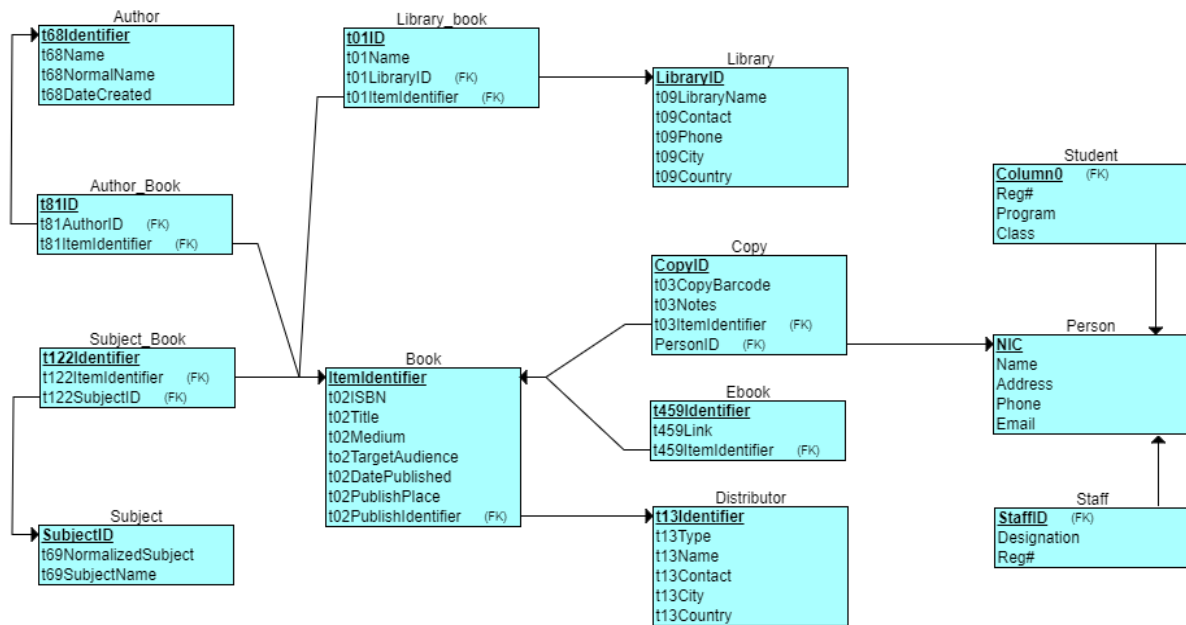 Author
t68Identifier
t68Name
t68NormalName
t68DateCreated
Library_book
t01ID
t01Name
t01LibraryID (FK)
t01ItemIdentifier (FK)
Library
LibraryID
t09LibraryName
t09Contact
t09Phone
t09City
t09Country
Student
Column0 (FK)
Reg#
Program
Class
Author_Book
t81ID
t81AuthorID (FK)
t81ItemIdentifier (FK)
Copy
CopyID
t03CopyBarcode
t03Notes
t03ItemIdentifier (FK)
PersonID (FK)
Person
NIC
Name
Address
Phone
Email
Subject_Book
t122Identifier
t122ItemIdentifier (FK)
t122SubjectID (FK)
Book
ItemIdentifier
t02ISBN
t02Title
t02Medium
to2TargetAudience
t02DatePublished
t02PublishPlace
t02PublishIdentifier (FK)
Ebook
t459Identifier
t459Link
t459ItemIdentifier (FK)
Subject
SubjectID
t69NormalizedSubject
t69SubjectName
Distributor
t13Identifier
t13Type
t13Name
t13Contact
t13City
t13Country
Staff
StaffID (FK)
Designation
Reg#